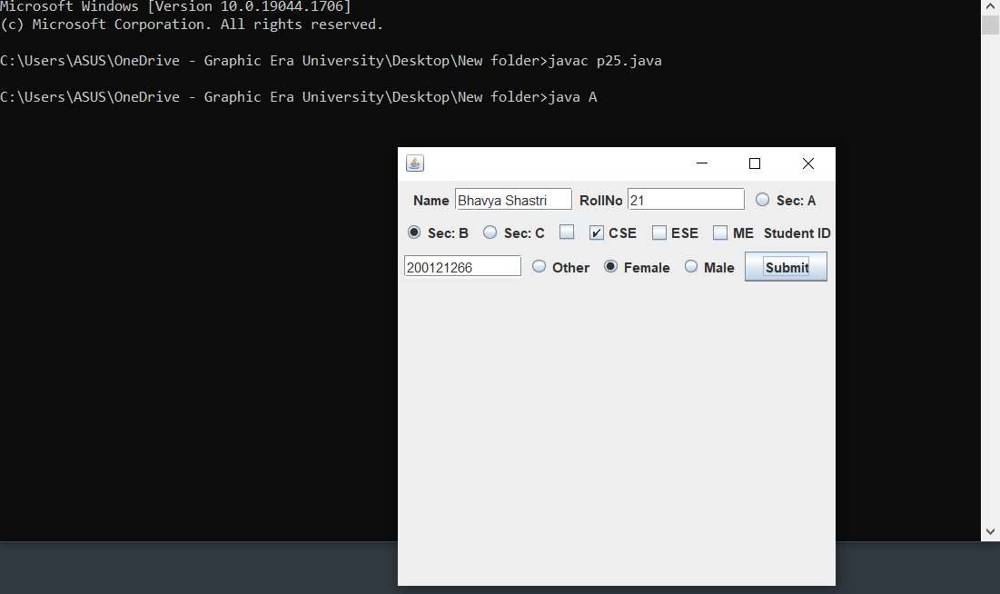 Microsoft Windows [Version 10.0.19044.1706]
(c) Microsoft Corporation. All rights reserved.
C:\Users\ASUS\OneDrive - Graphic Era University\Desktop\New folder>javac p25.java
C:\Users\ASUS\OneDrive - Graphic Era University\Desktop\New folder>java A
Name Bhavya Shastri RollNo 21 Sec: A
Sec: B Sec: C CSE ESE ME Student ID
200121266 Other Female Male Submit